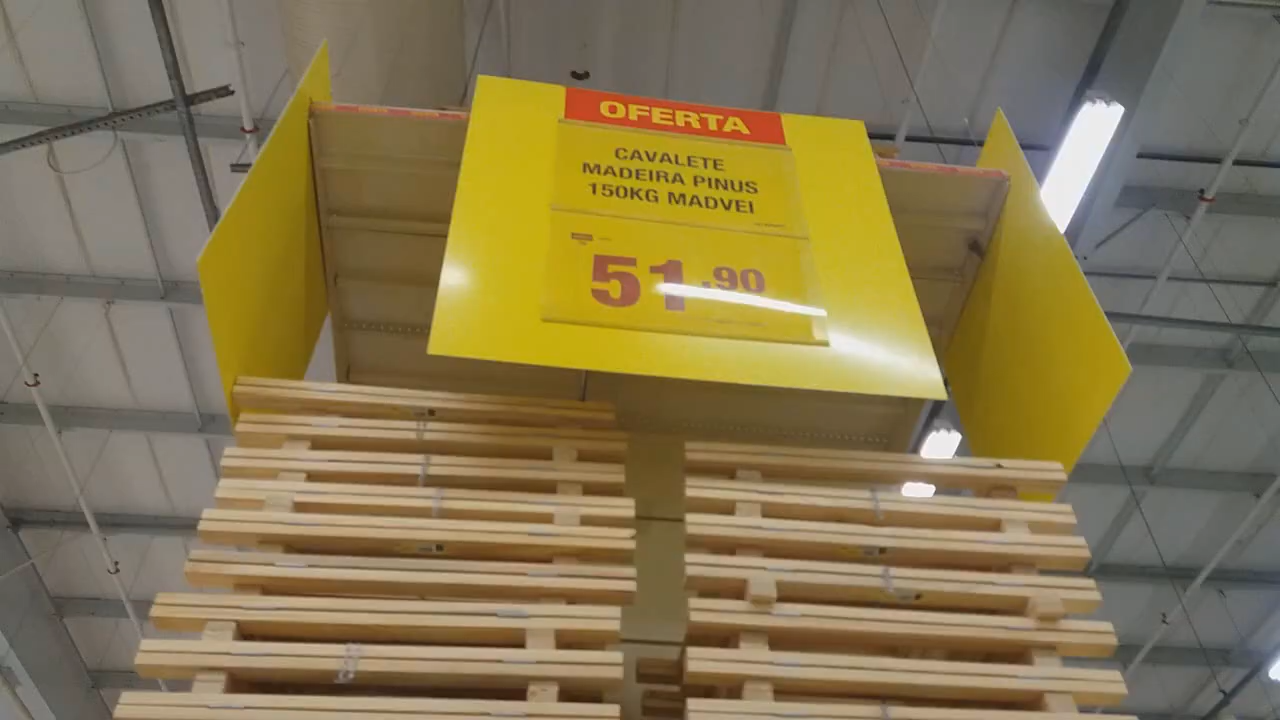 OFERTA
CAVALETE
MADEIRA PINUS
150KG MADVEI
51,90